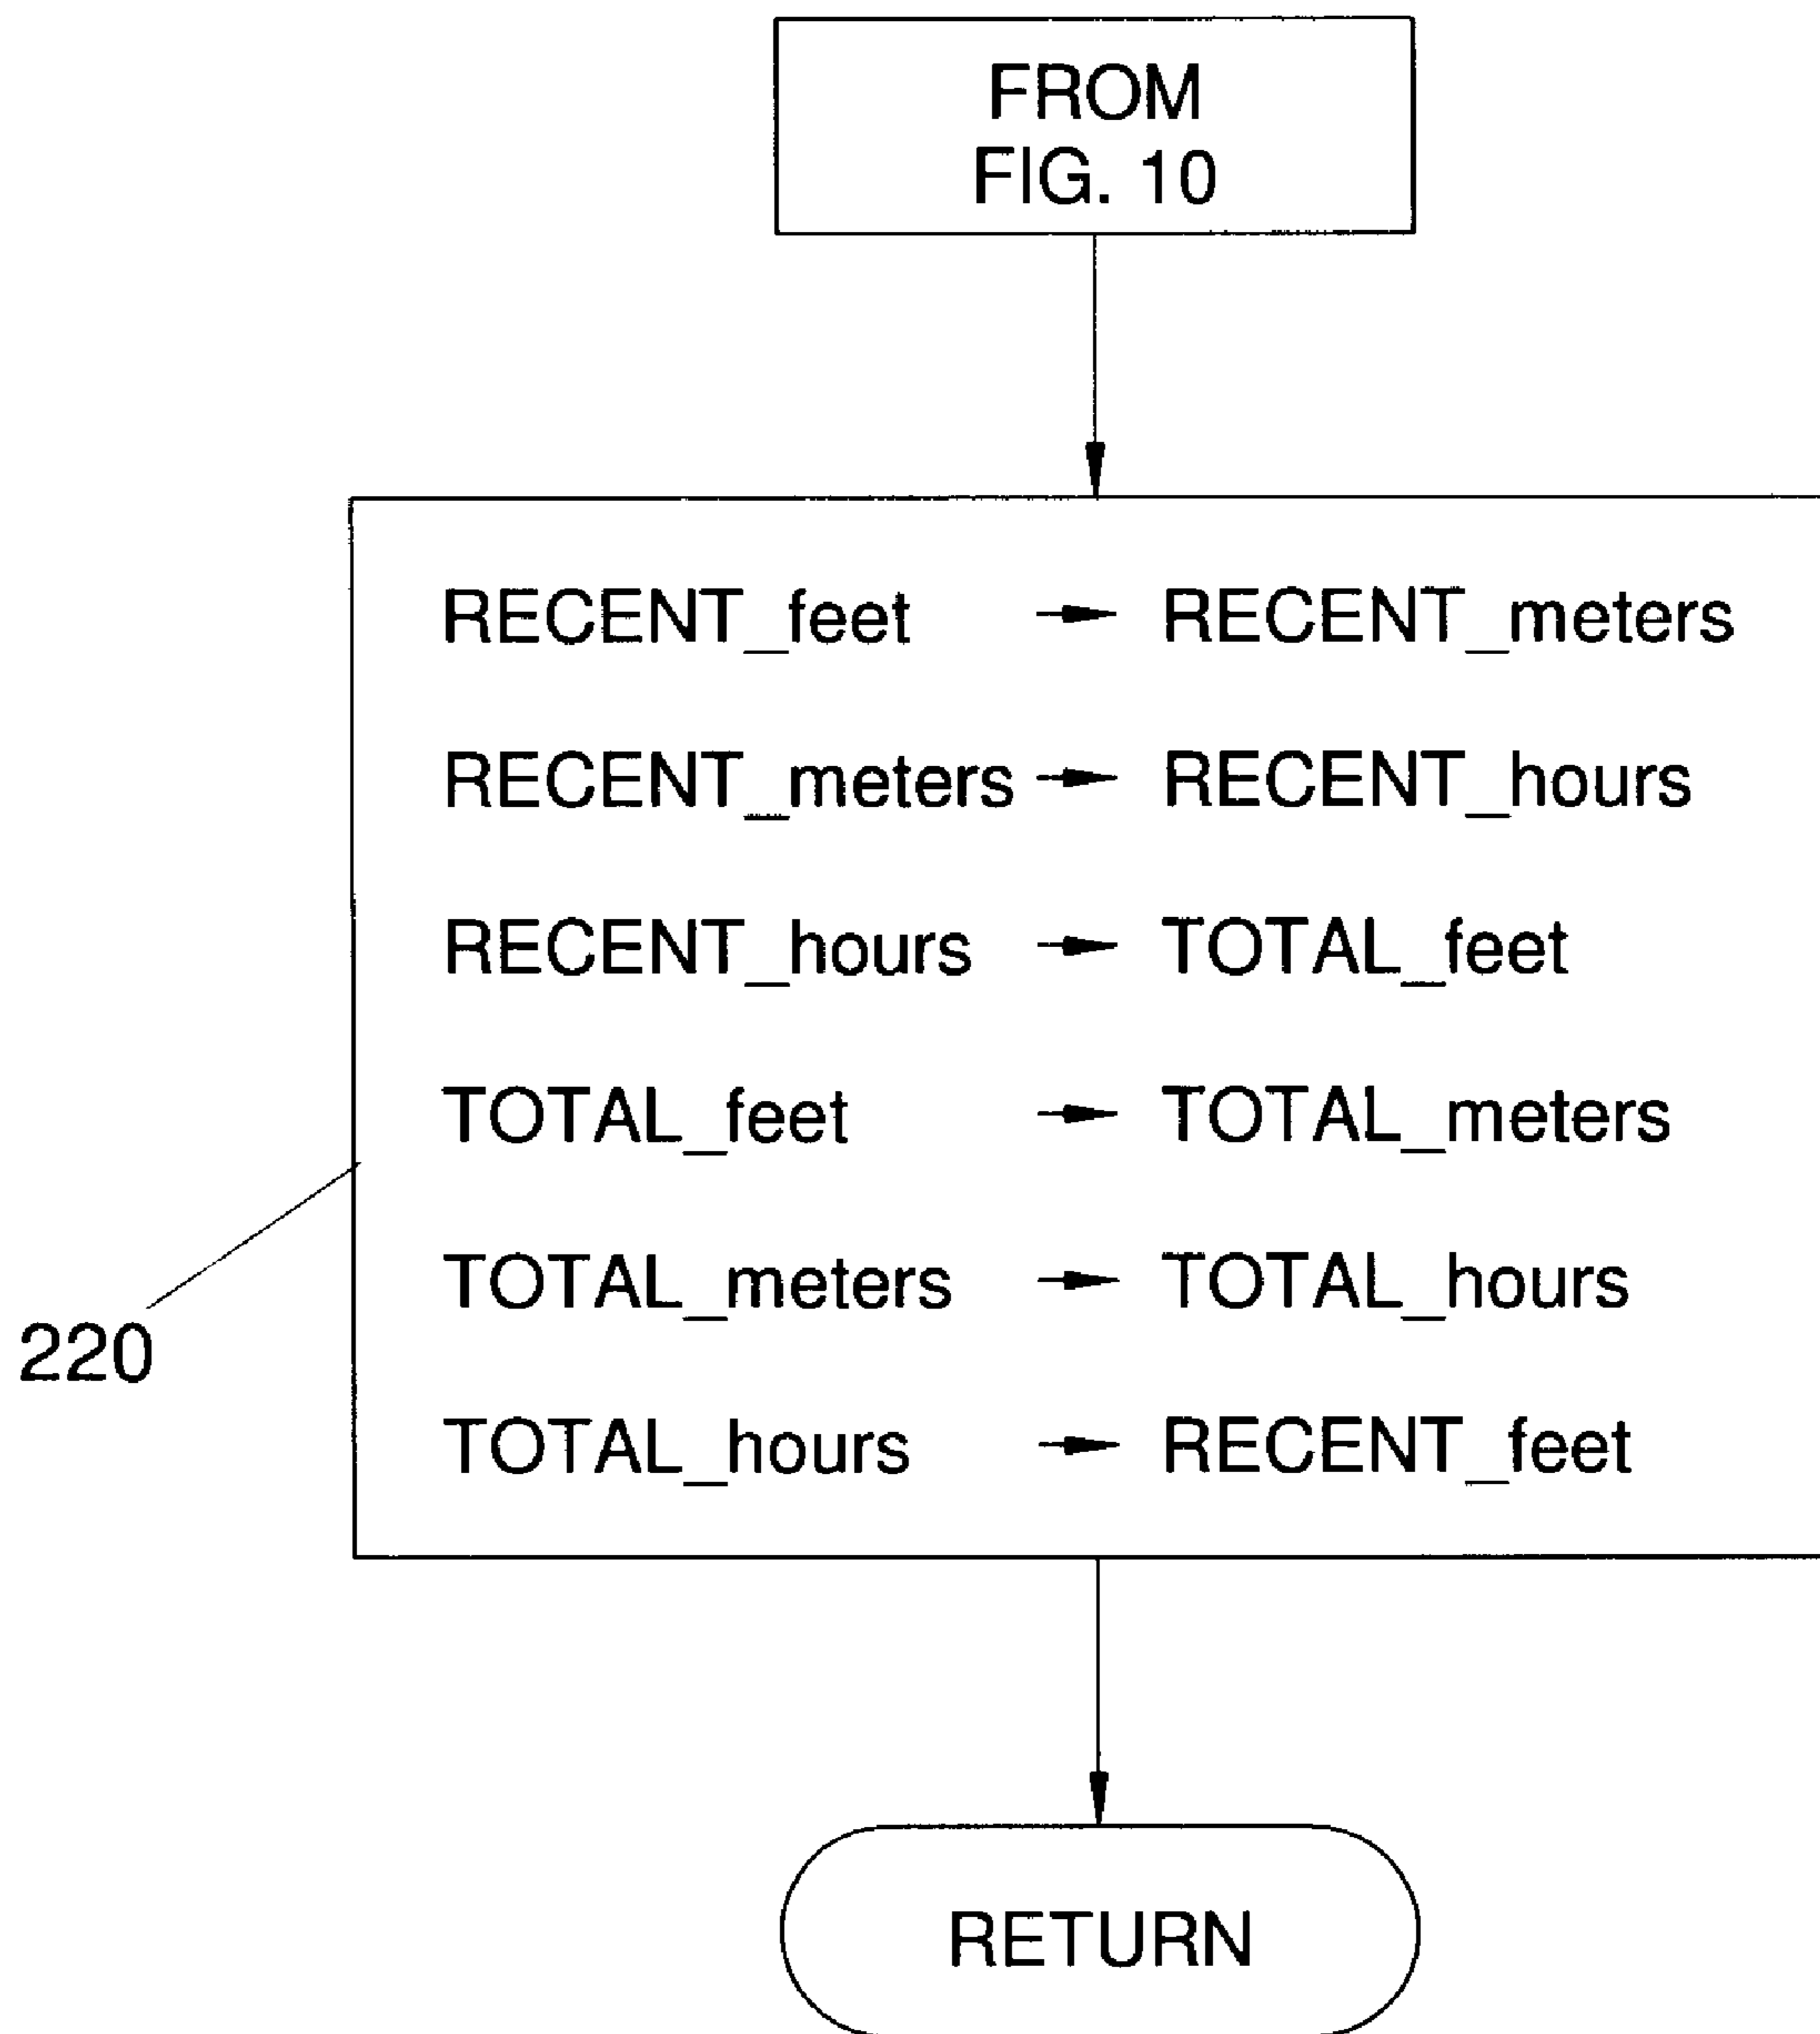 FROM
FIG. 10
RECENT_feet → RECENT_meters
RECENT_meters → RECENT_hours
RECENT_hours → TOTAL_feet
TOTAL_feet → TOTAL_meters
TOTAL_meters → TOTAL_hours
TOTAL_hours → RECENT_feet
220
RETURN